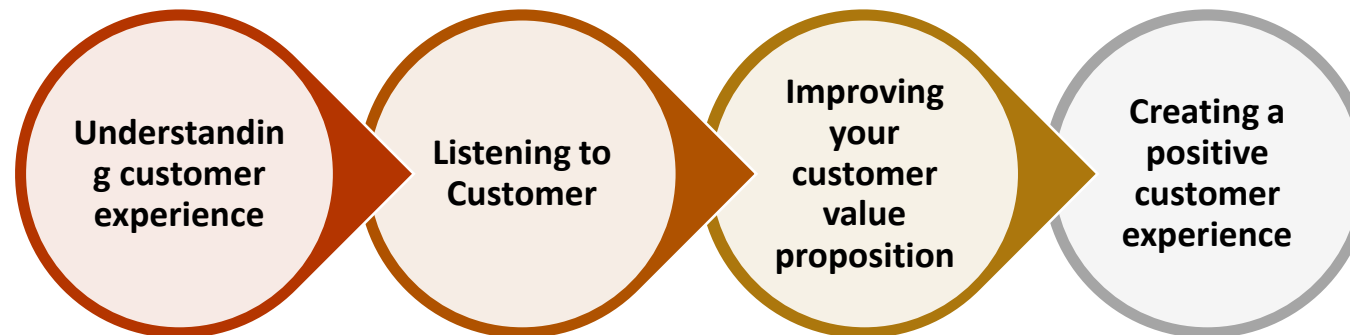 Understandin
g customer
experience
Listening to
Customer
Improving
your
customer
value
proposition
Creating a
positive
customer
experience